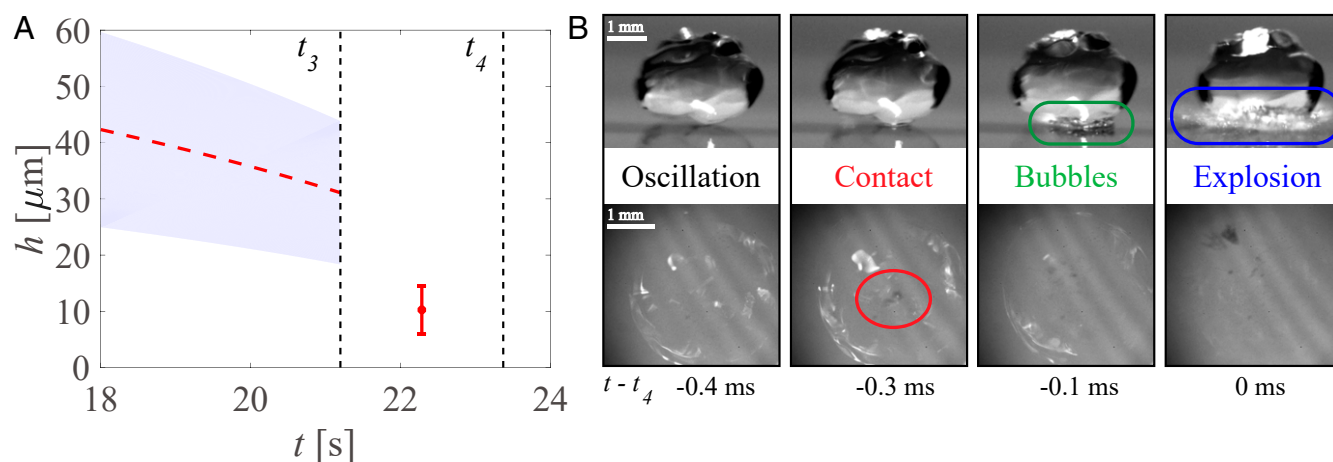 A
60
50
40
30
20
10
0
h [μm]
18
20
22
24
t [s]
t3
t4
B
1 mm
Oscillation
Contact
Bubbles
Explosion
1 mm
t - t4 -0.4 ms
-0.3 ms
-0.1 ms
0 ms